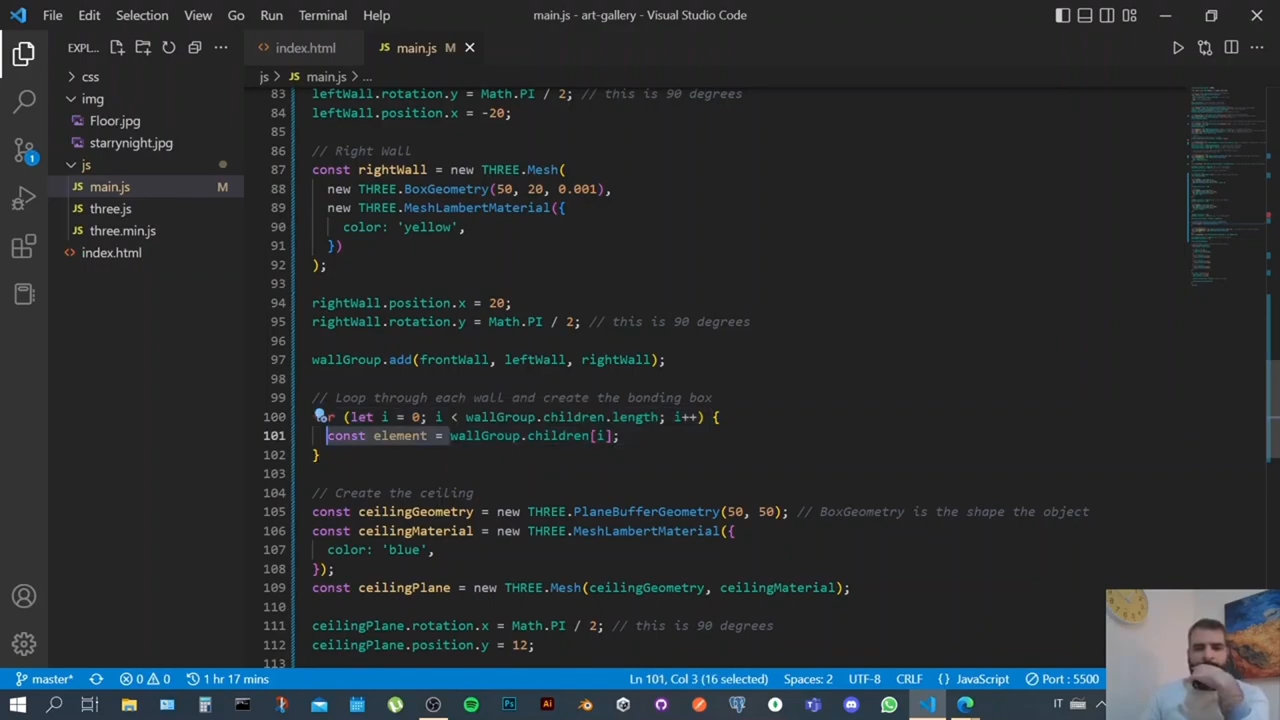 File Edit Selection View Go Run Terminal Help
main.js - art-gallery - Visual Studio Code
EXPL...
index.html
main.js M
js > main.js > ...
css
img
Floor.jpg
starrynight.jpg
js
main.js M
three.js
three.min.js
index.html
1
83 leftWall.rotation.y = Math.PI / 2; // this is 90 degrees
84 leftWall.position.x = -20;
85
86 // Right Wall
87 const rightWall = new THREE.Mesh(
88 new THREE.BoxGeometry(50, 20, 0.001),
89 new THREE.MeshLambertMaterial({
90 color: 'yellow',
91 })
92 );
93
94 rightWall.position.x = 20;
95 rightWall.rotation.y = Math.PI / 2; // this is 90 degrees
96
97 wallGroup.add(frontWall, leftWall, rightWall);
98
99 // Loop through each wall and create the bonding box
100 for (let i = 0; i < wallGroup.children.length; i++) {
101 const element = wallGroup.children[i];
102 }
103
104 // Create the ceiling
105 const ceilingGeometry = new THREE.PlaneBufferGeometry(50, 50); // BoxGeometry is the shape the object
106 const ceilingMaterial = new THREE.MeshLambertMaterial({
107 color: 'blue',
108 });
109 const ceilingPlane = new THREE.Mesh(ceilingGeometry, ceilingMaterial);
110
111 ceilingPlane.rotation.x = Math.PI / 2; // this is 90 degrees
112 ceilingPlane.position.y = 12;
113
master* 0 0 1 hr 17 mins
Ln 101, Col 3 (16 selected) Spaces: 2 UTF-8 CRLF {} JavaScript Port : 5500
Ps Ai
IT